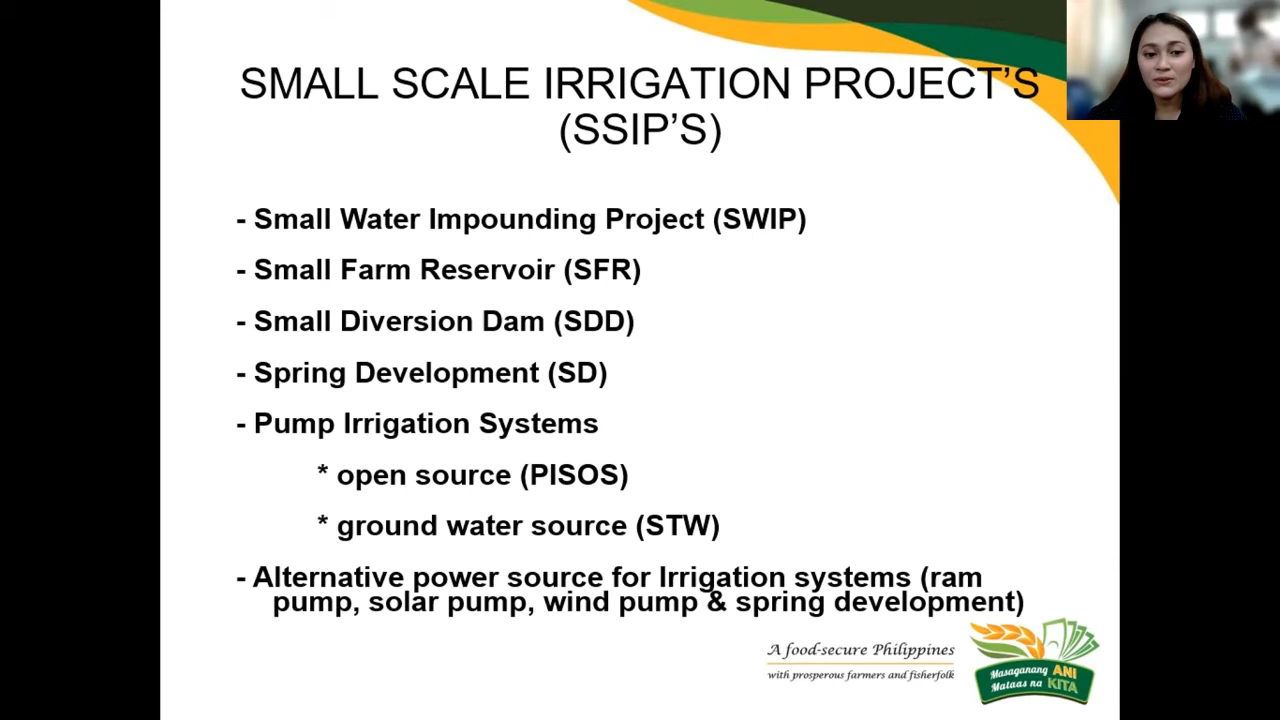 SMALL SCALE IRRIGATION PROJECT’S
(SSIP’S)
- Small Water Impounding Project (SWIP)
- Small Farm Reservoir (SFR)
- Small Diversion Dam (SDD)
- Spring Development (SD)
- Pump Irrigation Systems
* open source (PISOS)
* ground water source (STW)
- Alternative power source for Irrigation systems (ram
pump, solar pump, wind pump & spring development)
A food-secure Philippines
with prosperous farmers and fisherfolk
Masaganang ANI
Mataas na KITA